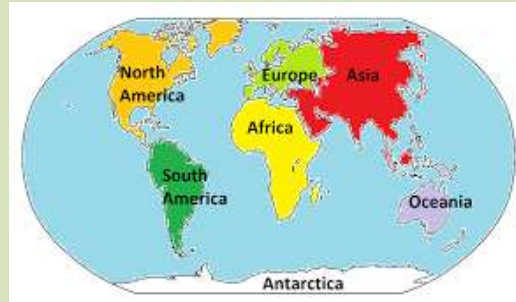 North
America
Europe
Asia
Africa
South
America
Oceania
Antarctica